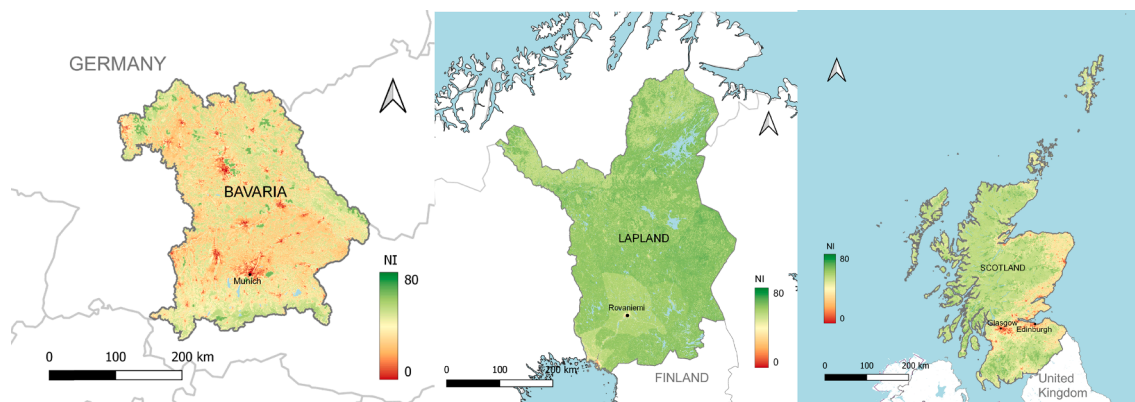 GERMANY
BAVARIA
Munich
NI
80
0
0 100 200 km
LAPLAND
Rovaniemi
NI
80
0
0 100 200 km
FINLAND
NI
80
0
SCOTLAND
Glasgow
Edinburgh
0 100 200 km
United
Kingdom